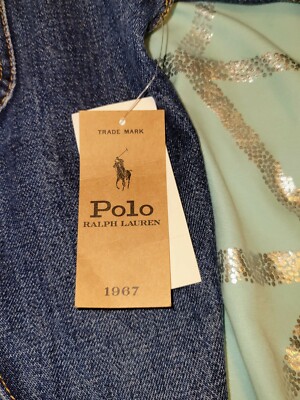 TRADE MARK
Polo
RALPH LAUREN
1967